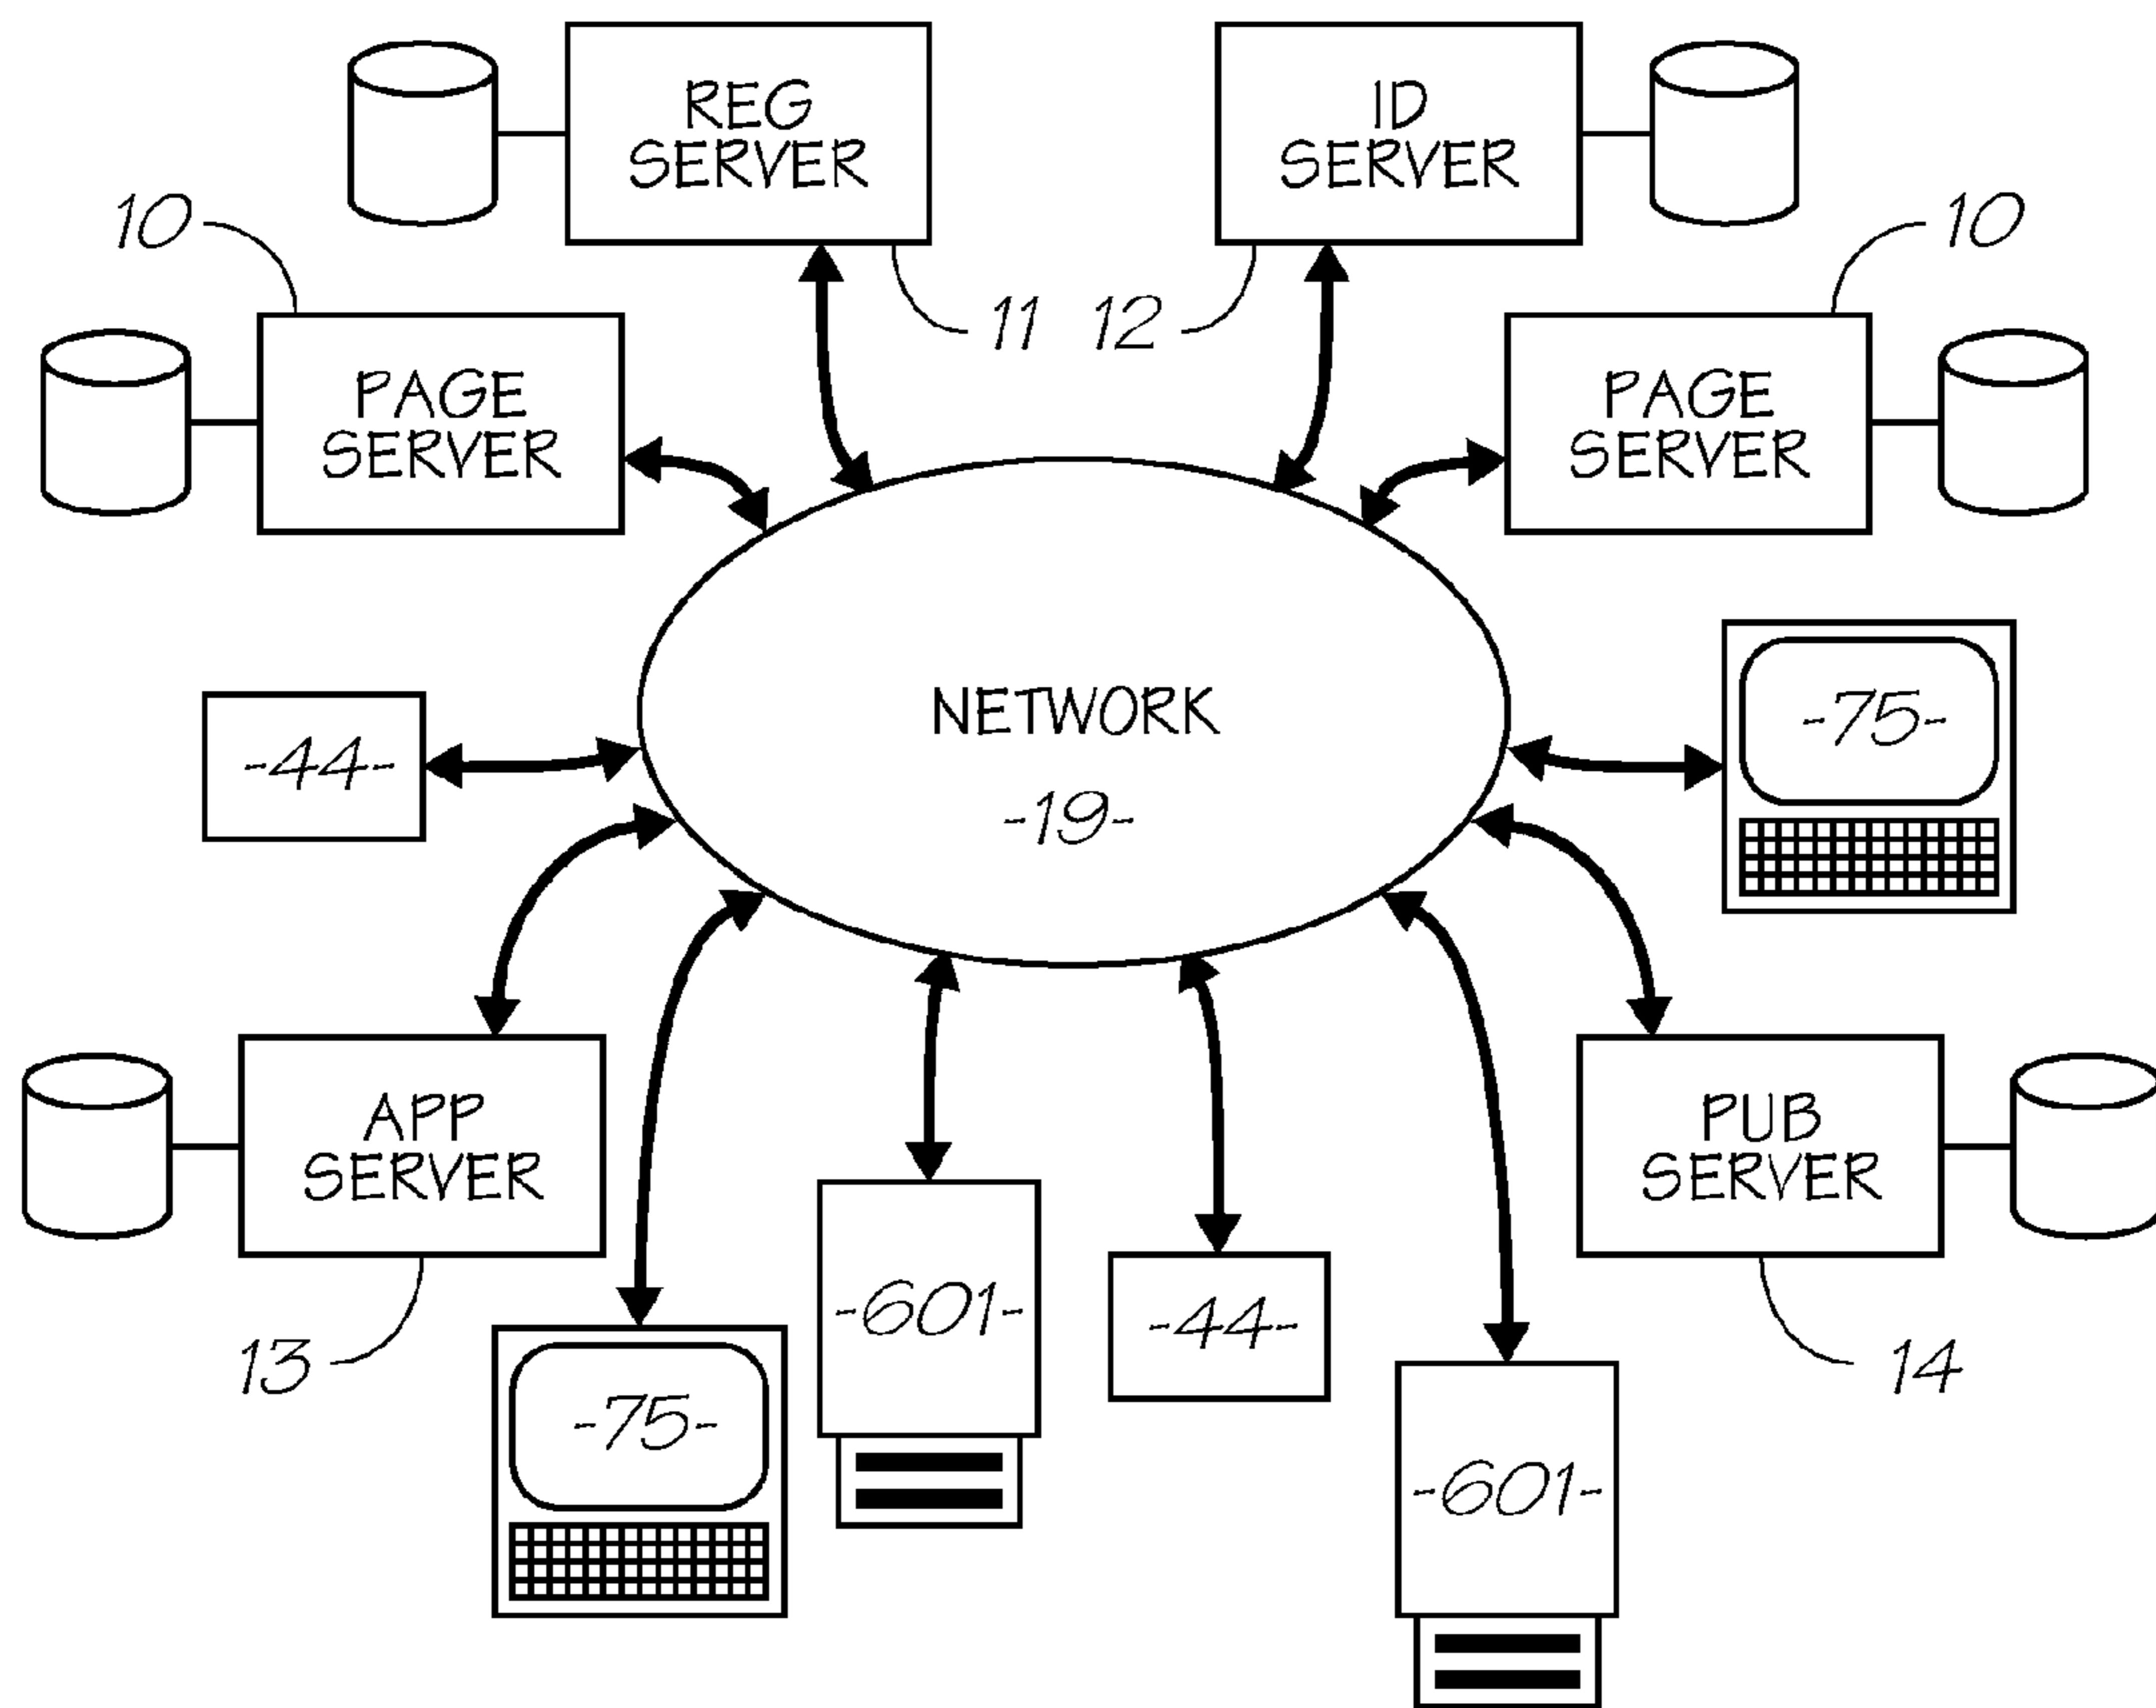 REG
SERVER
ID
SERVER
10
10
11
12
PAGE
SERVER
PAGE
SERVER
NETWORK
-19-
-44-
-75-
APP
SERVER
PUB
SERVER
13
14
-75-
-601-
-44-
-601-